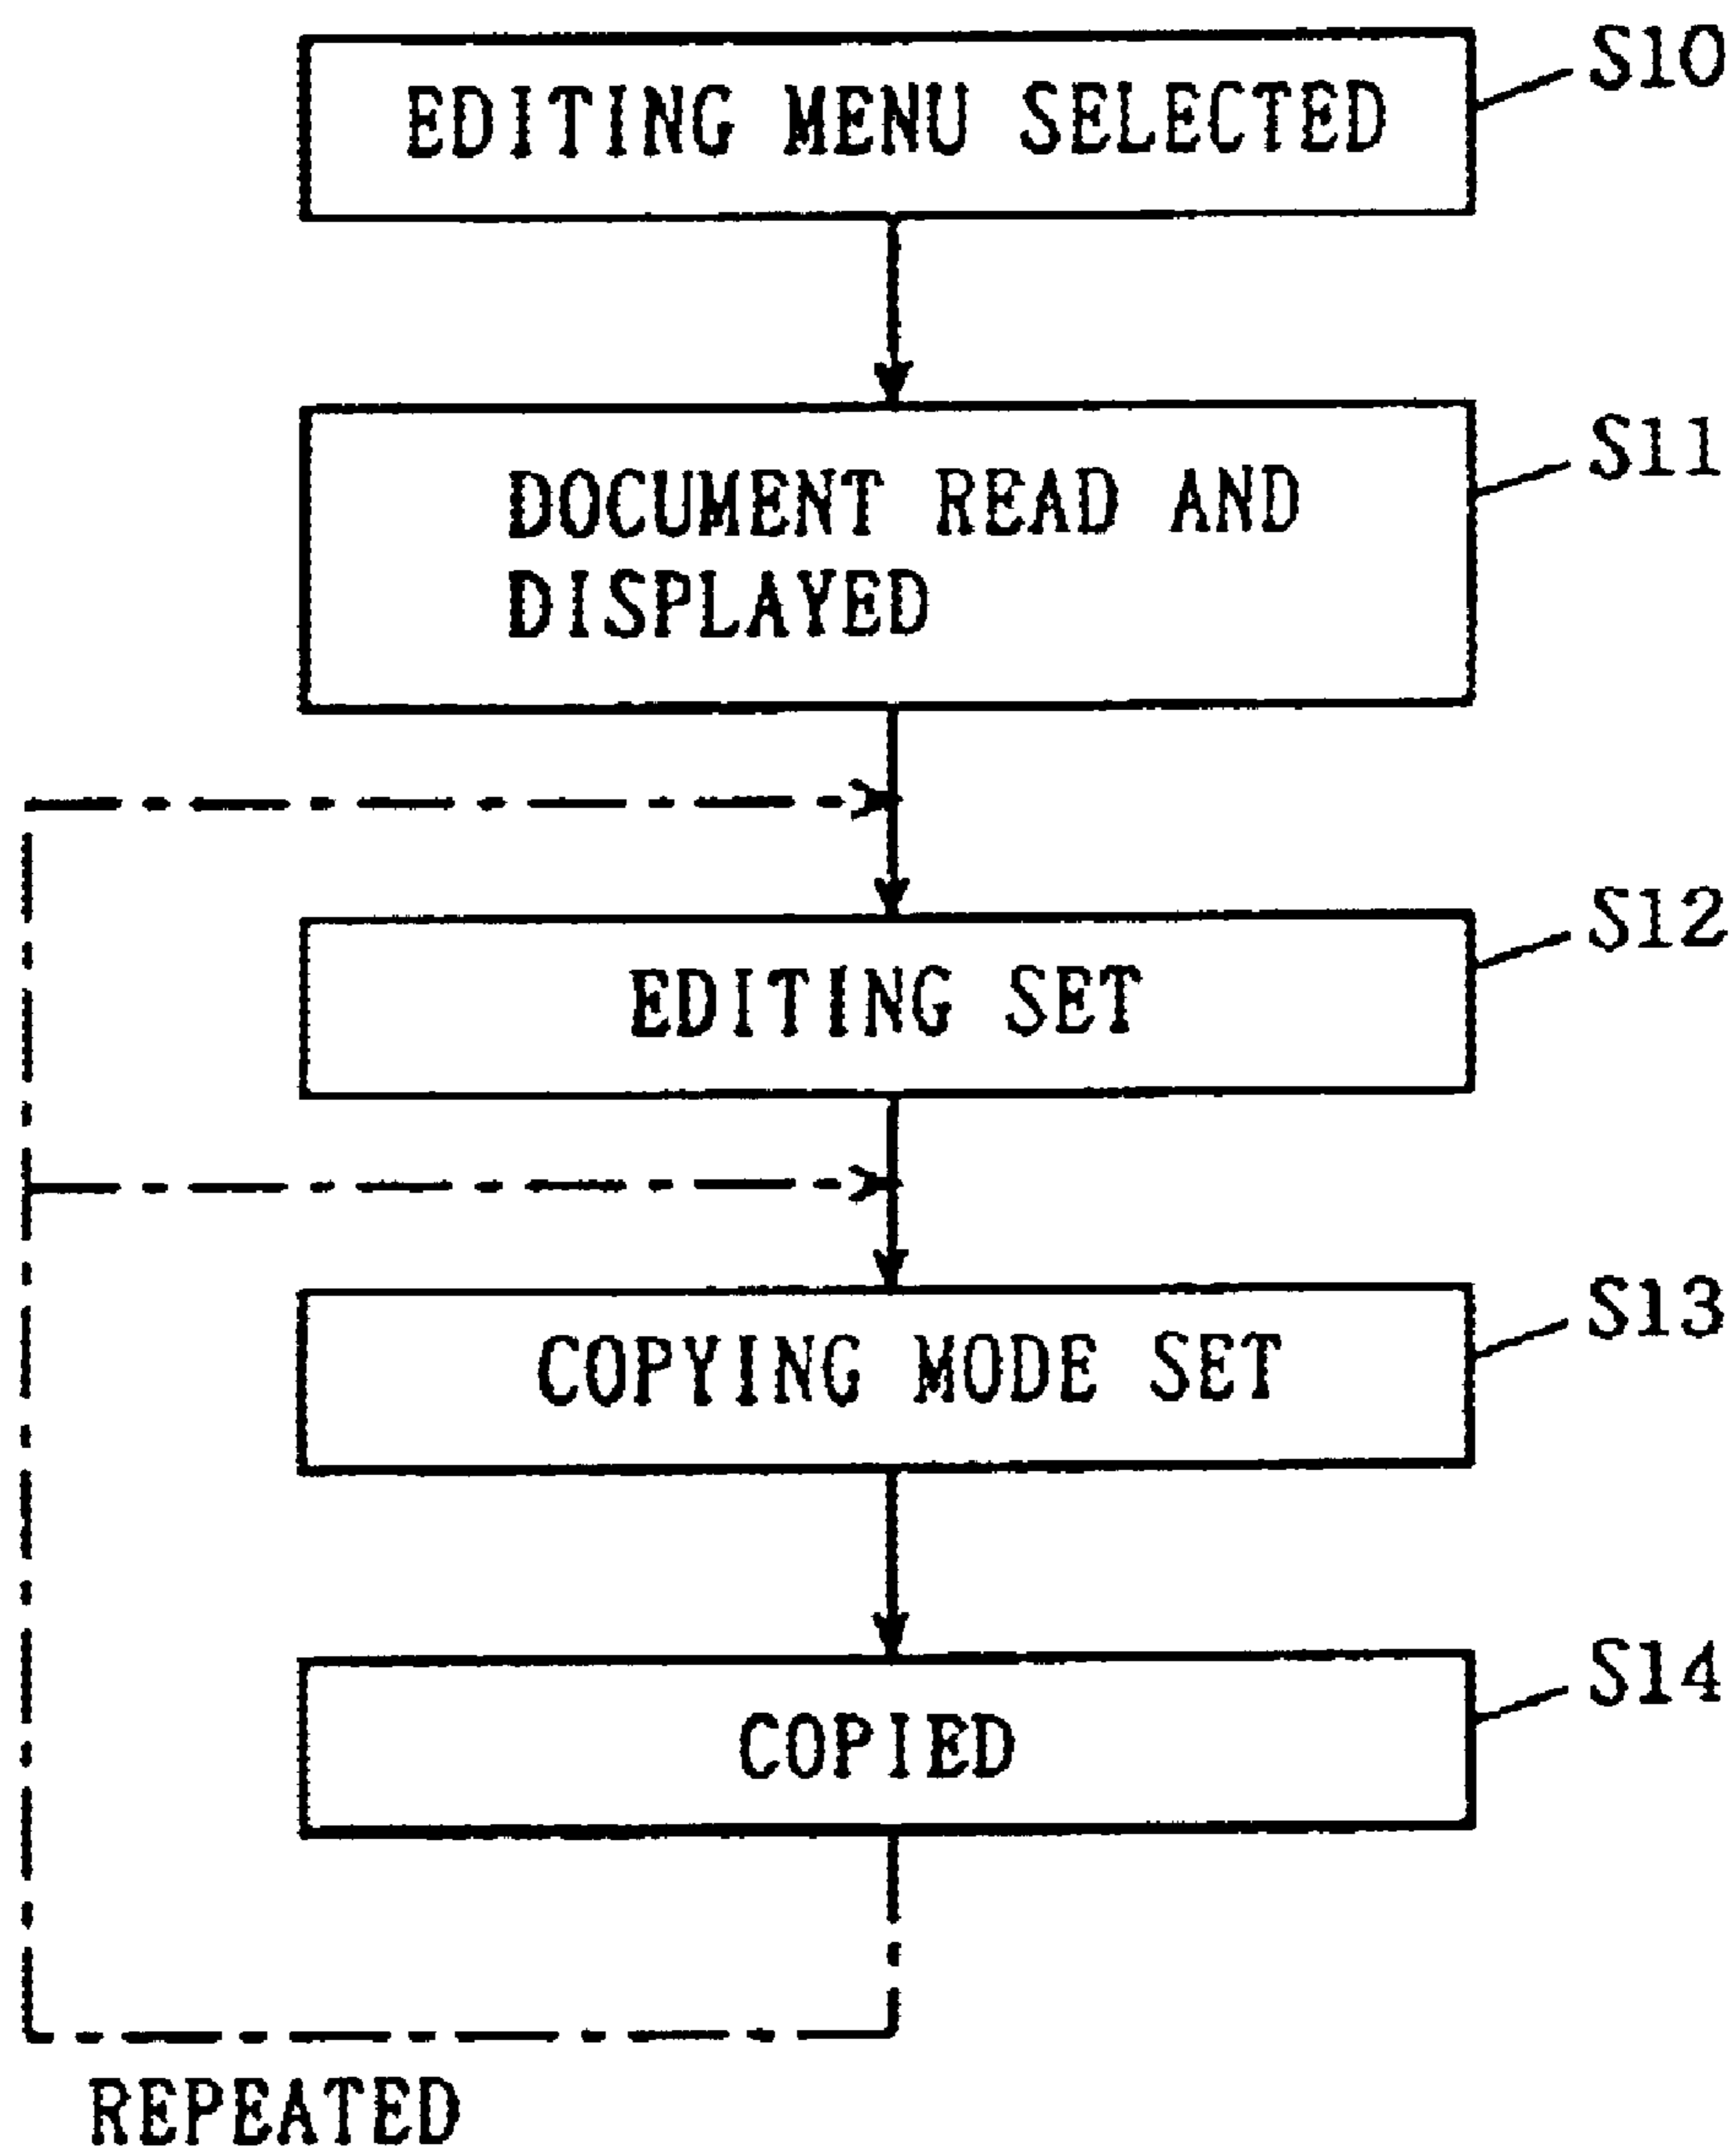 EDITING MENU SELECTED
S10
DOCUMENT READ AND
DISPLAYED
S11
EDITING SET
S12
COPYING MODE SET
S13
COPIED
S14
REPEATED